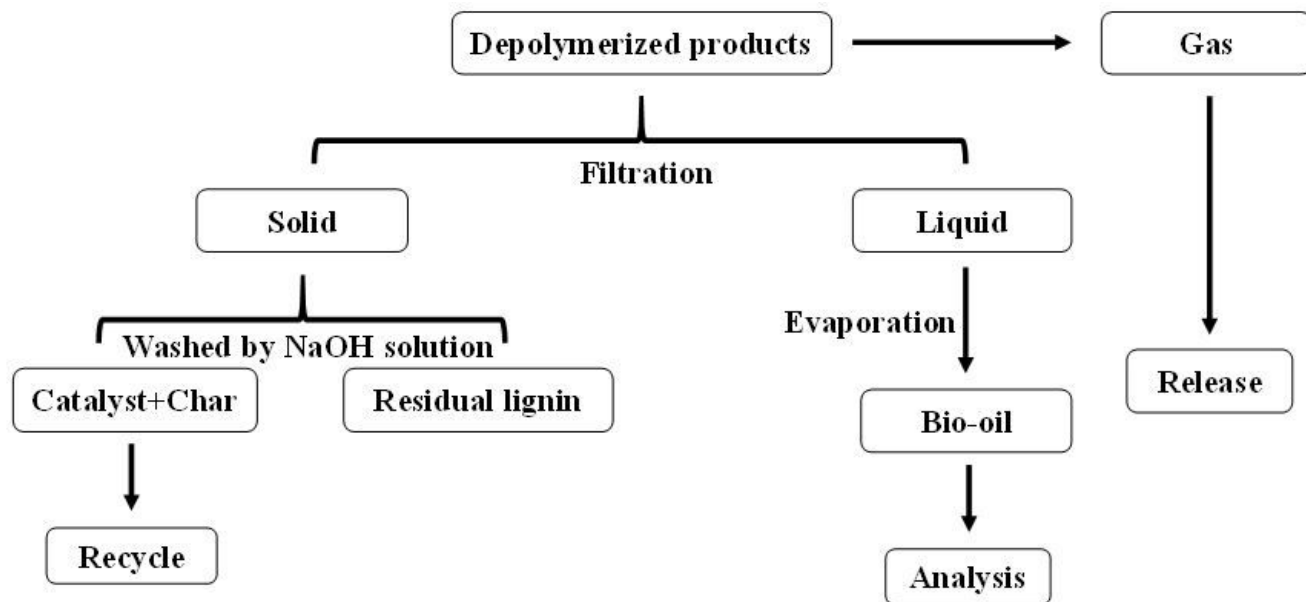 Depolymerized products
Gas
Filtration
Solid
Liquid
Washed by NaOH solution
Evaporation
Catalyst+Char
Residual lignin
Bio-oil
Release
Recycle
Analysis